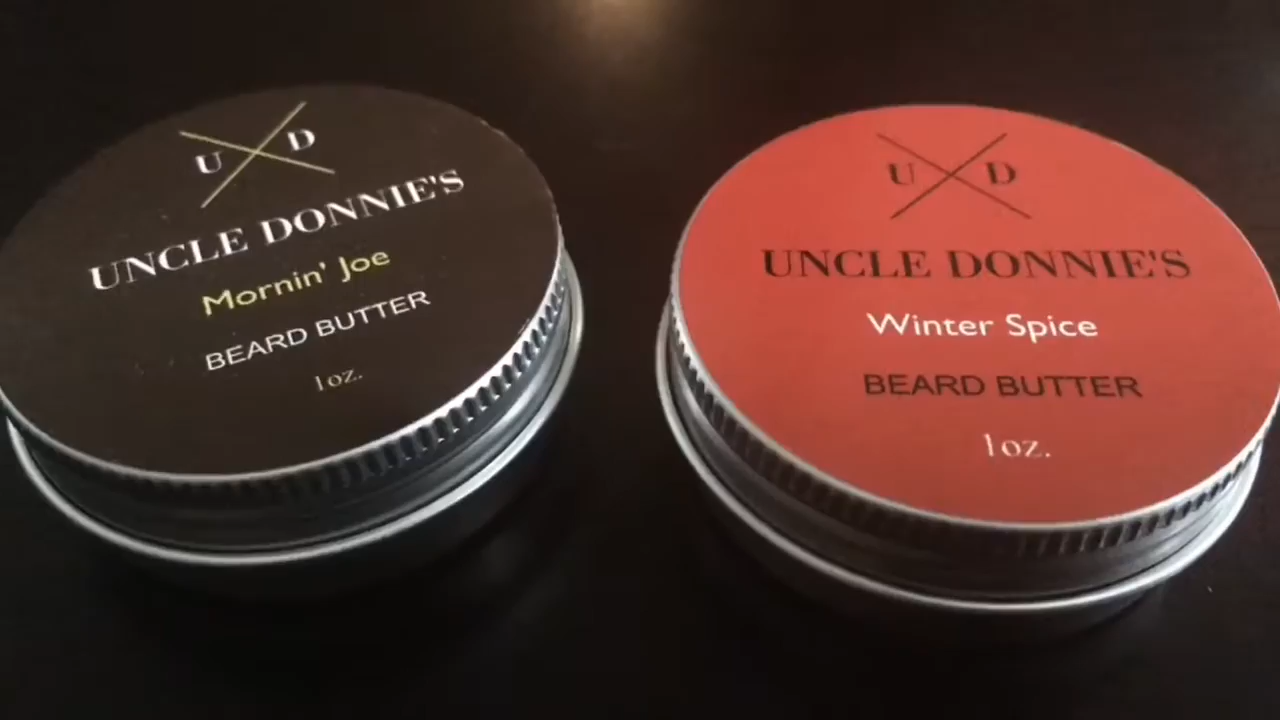 U D
UNCLE DONNIE'S
Mornin' Joe
BEARD BUTTER
1oz.
U D
UNCLE DONNIE'S
Winter Spice
BEARD BUTTER
1oz.